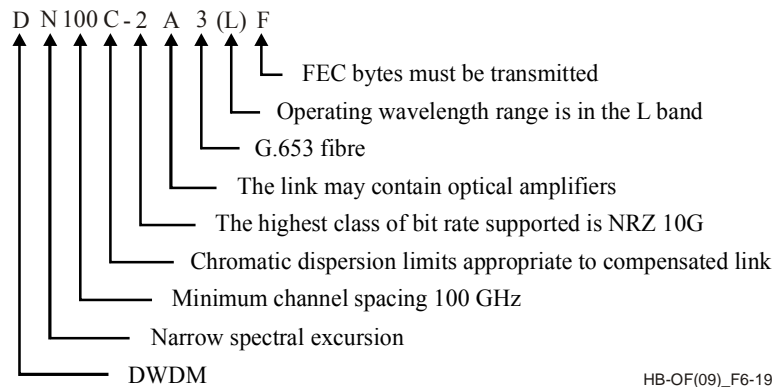 D N 100 C - 2 A 3 (L) F
FEC bytes must be transmitted
Operating wavelength range is in the L band
G.653 fibre
The link may contain optical amplifiers
The highest class of bit rate supported is NRZ 10G
Chromatic dispersion limits appropriate to compensated link
Minimum channel spacing 100 GHz
Narrow spectral excursion
DWDM
HB-OF(09)_F6-19